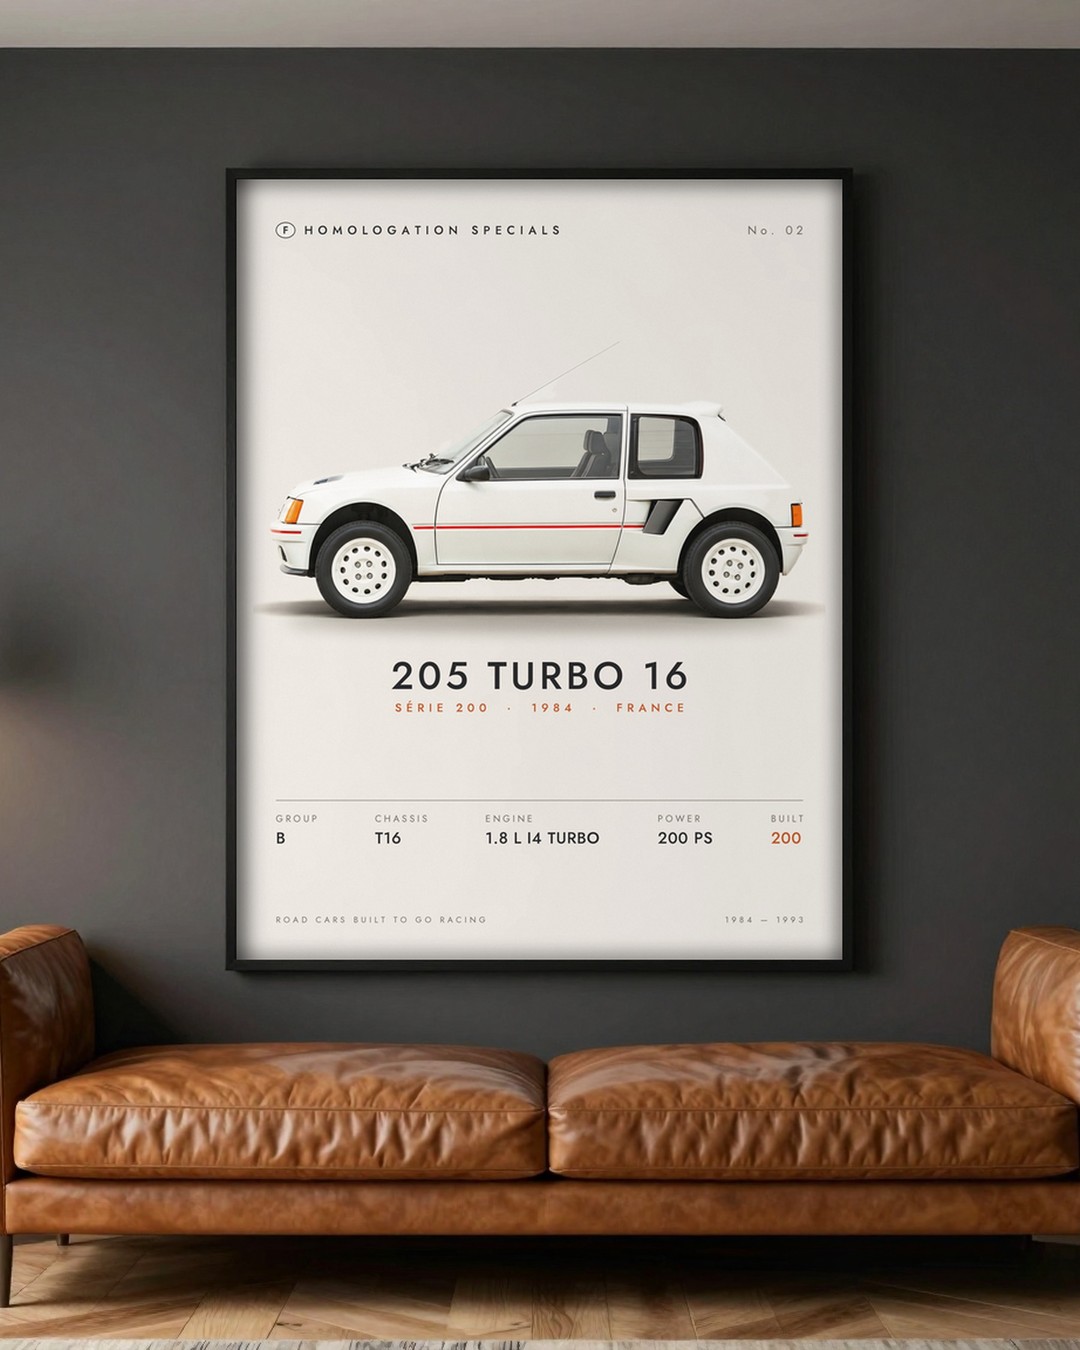 F HOMOLOGATION SPECIALS
No. 02
205 TURBO 16
SÉRIE 200 · 1984 · FRANCE
GROUP CHASSIS ENGINE POWER BUILT
B T16 1.8 L I4 TURBO 200 PS 200
ROAD CARS BUILT TO GO RACING
1984 — 1993